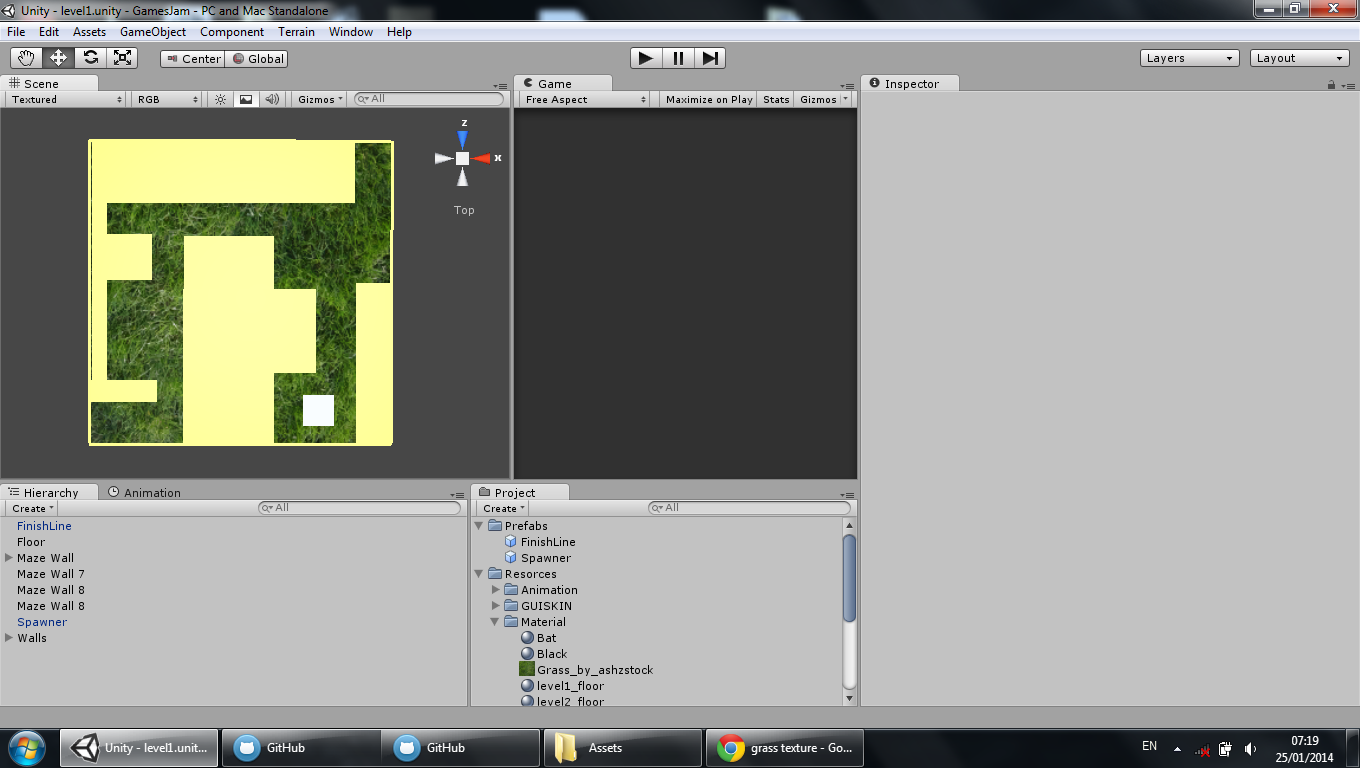 Unity - level1.unity - GamesJam - PC and Mac Standalone
File Edit Assets GameObject Component Terrain Window Help
Center Global Layers Layout
Scene Game Inspector
Textured RGB Gizmos All Free Aspect Maximize on Play Stats Gizmos
z
x
Top
Hierarchy Animation Project
Create All Create All
FinishLine
Floor
Maze Wall
Maze Wall 7
Maze Wall 8
Maze Wall 8
Spawner
Walls
Prefabs
FinishLine
Spawner
Resorces
Animation
GUISKIN
Material
Bat
Black
Grass_by_ashzstock
level1_floor
level2_floor
Unity - level1.unit... GitHub GitHub Assets grass texture - Go... EN 07:19
25/01/2014